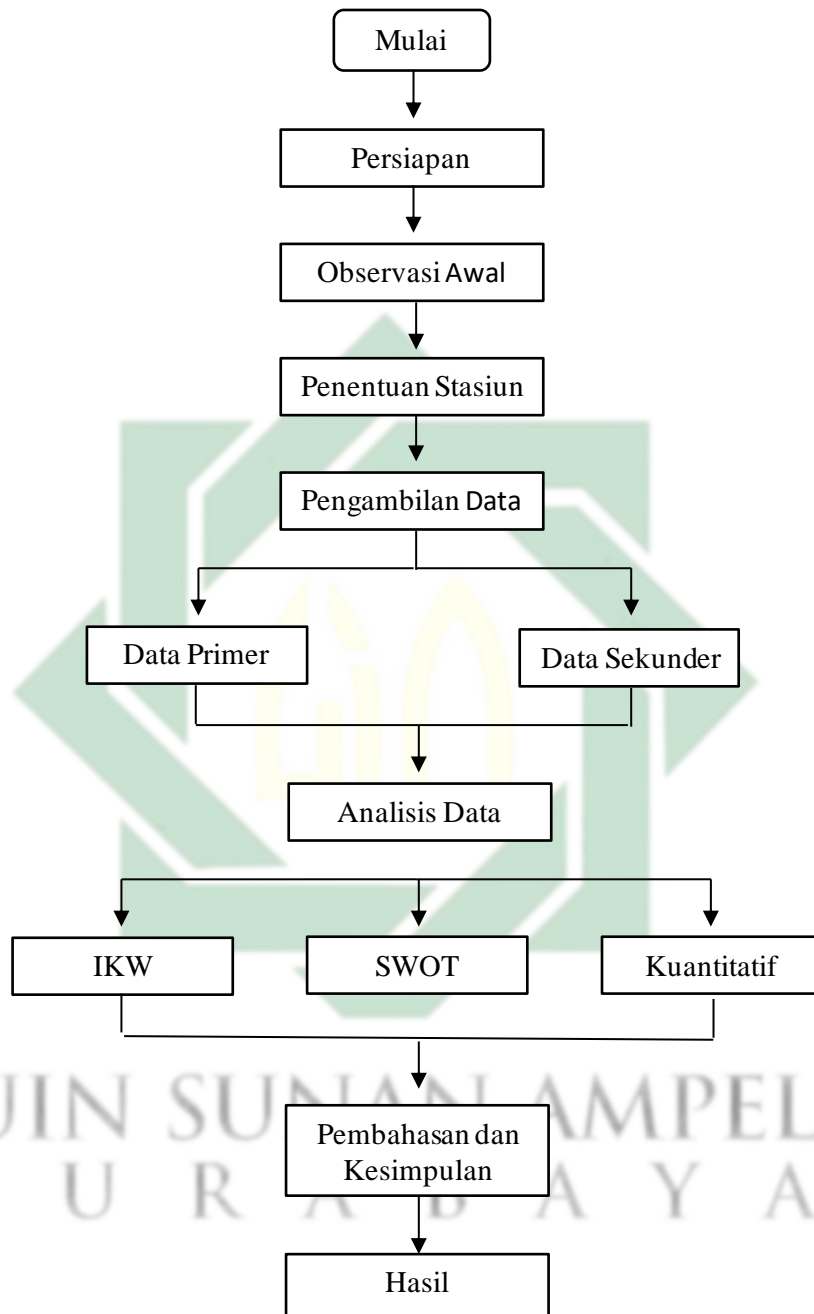 Mulai
Persiapan
Observasi Awal
Penentuan Stasiun
Pengambilan Data
Data Primer
Data Sekunder
Analisis Data
IKW
SWOT
Kuantitatif
UIN SUNAN AMPEL
U R A B A Y A
Pembahasan dan
Kesimpulan
Hasil